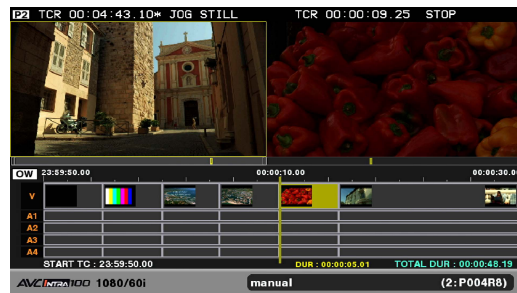 P2 TCR 00:04:43.10* JOG STILL TCR 00:00:09.25 STOP
OW 23:59:50.00 00:00:10.00 00:00:30.00
V
A1
A2
A3
A4
START TC : 23:59:50.00 DUR : 00:00:05.01 TOTAL DUR : 00:00:48.19
AVC INTRA 100 1080/60i manual (2:P004R8)